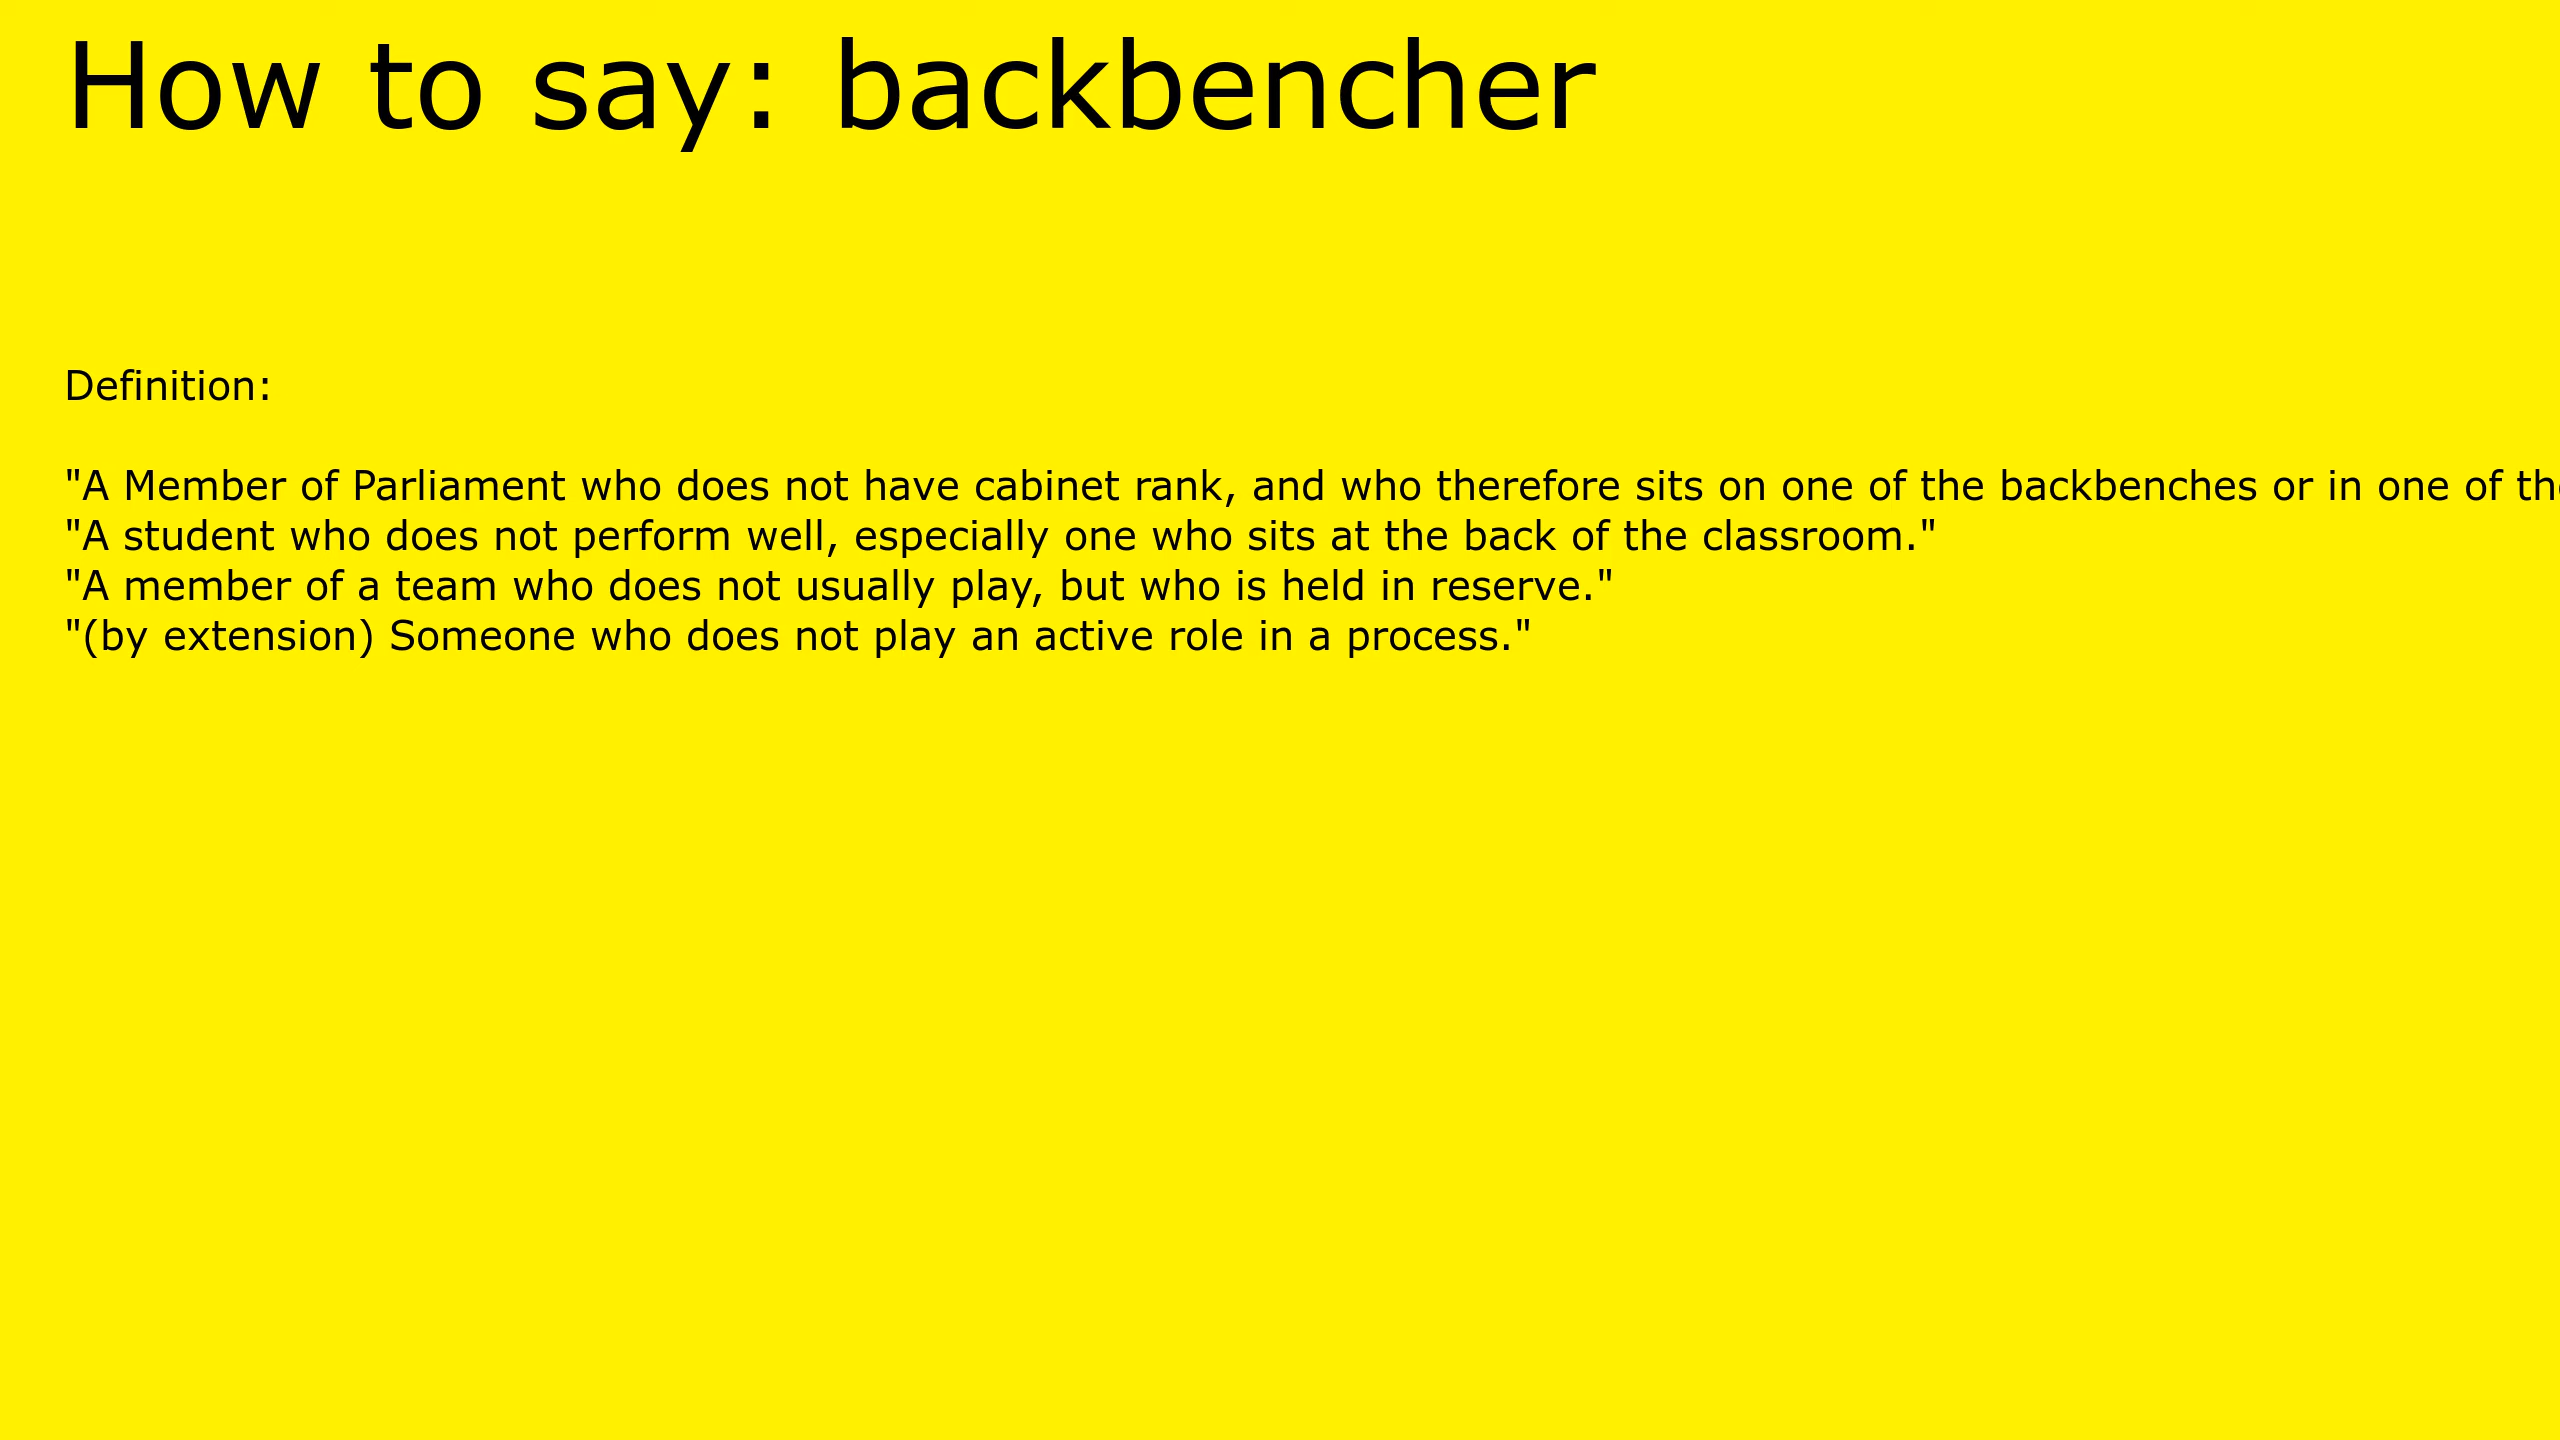 How to say: backbencher
Definition:
"A Member of Parliament who does not have cabinet rank, and who therefore sits on one of the backbenches or in one of
"A student who does not perform well, especially one who sits at the back of the classroom."
"A member of a team who does not usually play, but who is held in reserve."
"(by extension) Someone who does not play an active role in a process."